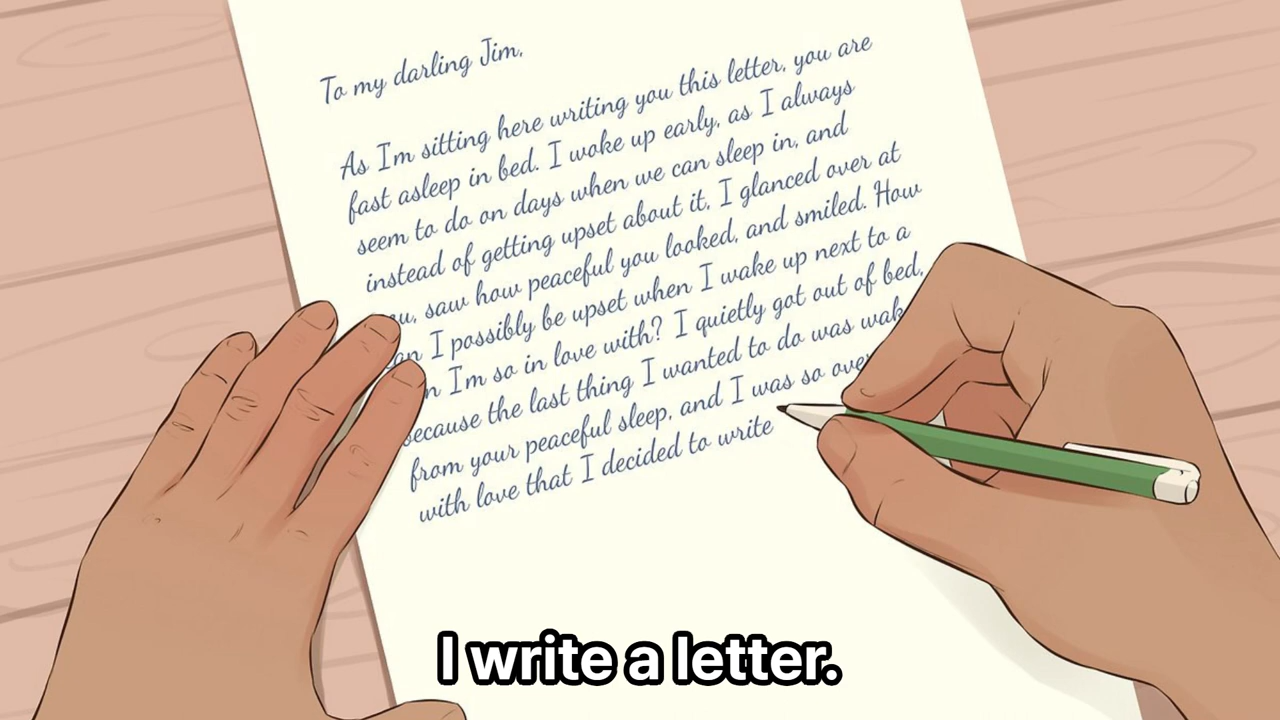 To my darling Jim,
As Im sitting here writing you this letter, you are
fast asleep in bed. I woke up early, as I always
seem to do on days when we can sleep in, and
instead of getting upset about it, I glanced over at
saw how peaceful you looked, and smiled. How
I possibly be upset when I wake up next to a
Im so in love with? I quietly got out of bed,
because the last thing I wanted to do was
from your peaceful sleep, and I was so
with love that I decided to write
I write a letter.